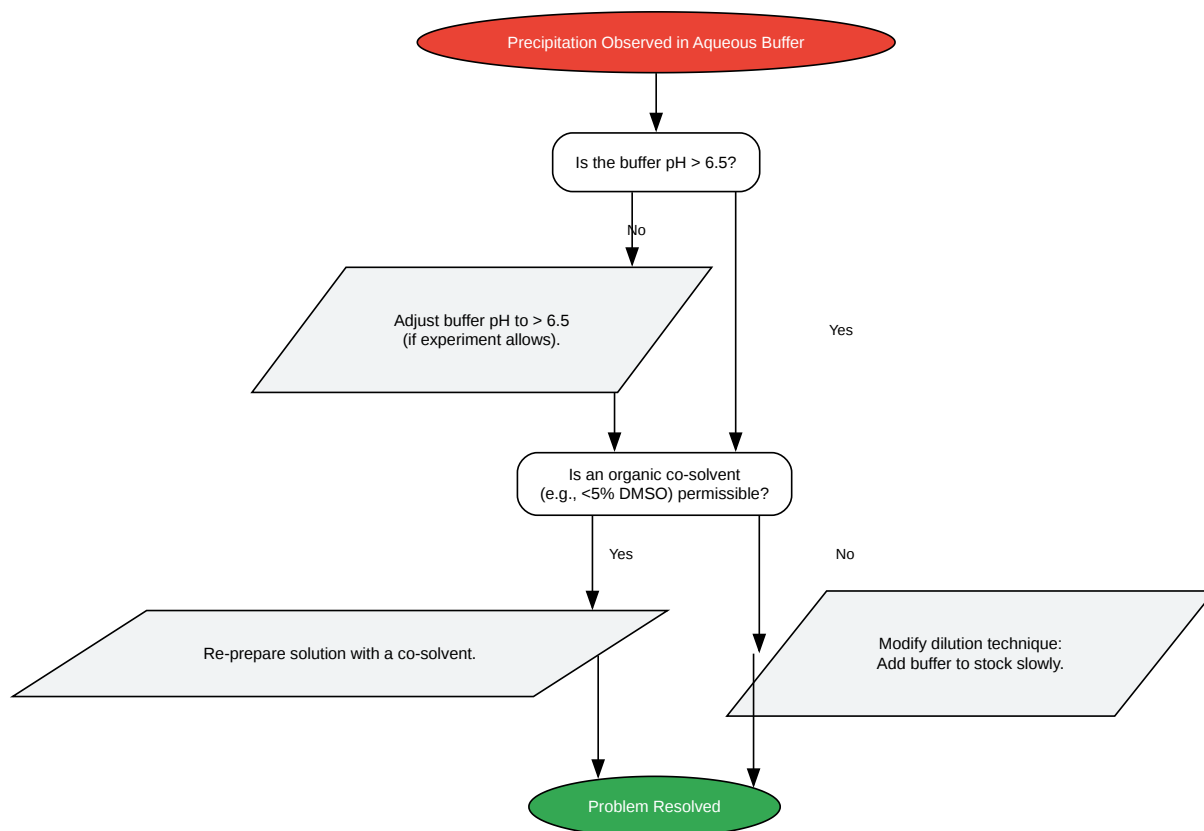 Precipitation Observed in Aqueous Buffer
Is the buffer pH > 6.5?
No
Adjust buffer pH to > 6.5
(if experiment allows).
Yes
Is an organic co-solvent
(e.g., <5% DMSO) permissible?
Yes
No
Re-prepare solution with a co-solvent.
Modify dilution technique:
Add buffer to stock slowly.
Problem Resolved